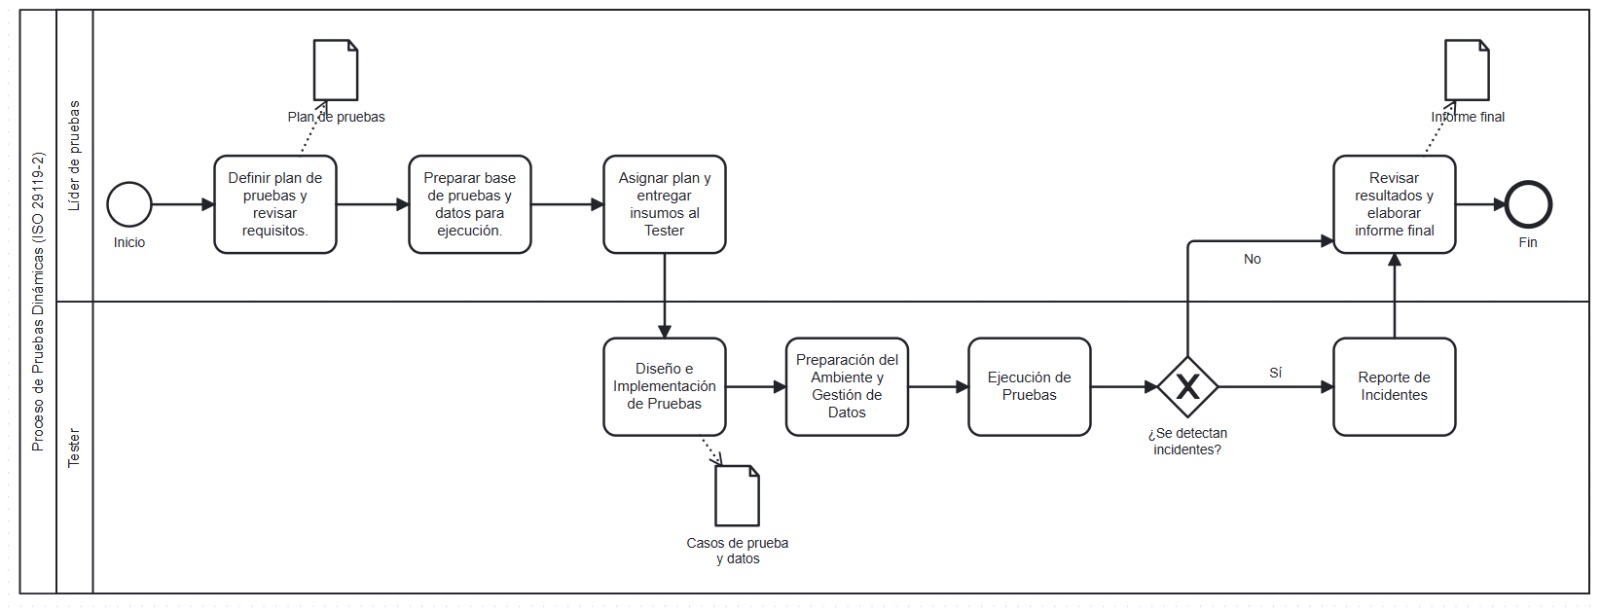 Proceso de Pruebas Dinámicas (ISO 29119-2)
Líder de pruebas
Plan de pruebas
Informe final
Inicio
Definir plan de
pruebas y
revisar
requisitos.
Preparar base
de pruebas y
datos para
ejecución.
Asignar plan y
entregar
insumos al
Tester
Revisar
resultados y
elaborar
informe final
Fin
No
Tester
Diseño e
Implementación
de Pruebas
Preparación del
Ambiente y
Gestión de
Datos
Ejecución de
Pruebas
¿Se detectan
incidentes?
Sí
Reporte de
Incidentes
Casos de prueba
y datos